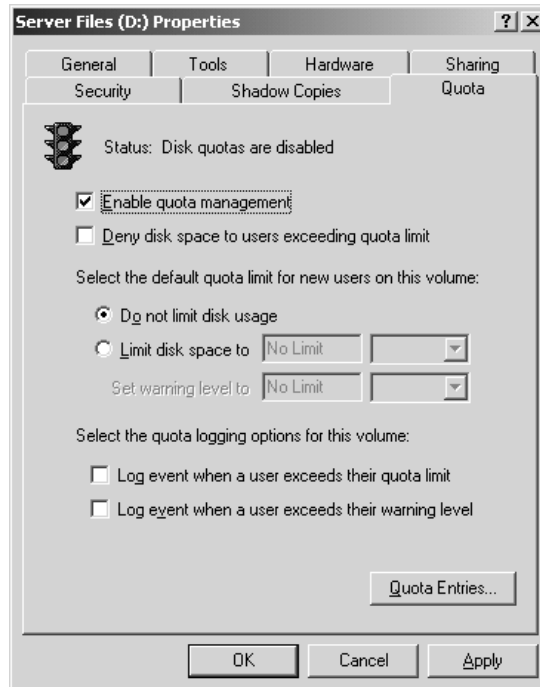 Server Files (D:) Properties
General Tools Hardware Sharing
Security Shadow Copies Quota
Status: Disk quotas are disabled
Enable quota management
Deny disk space to users exceeding quota limit
Select the default quota limit for new users on this volume:
Do not limit disk usage
Limit disk space to No Limit
Set warning level to No Limit
Select the quota logging options for this volume:
Log event when a user exceeds their quota limit
Log event when a user exceeds their warning level
Quota Entries...
OK Cancel Apply